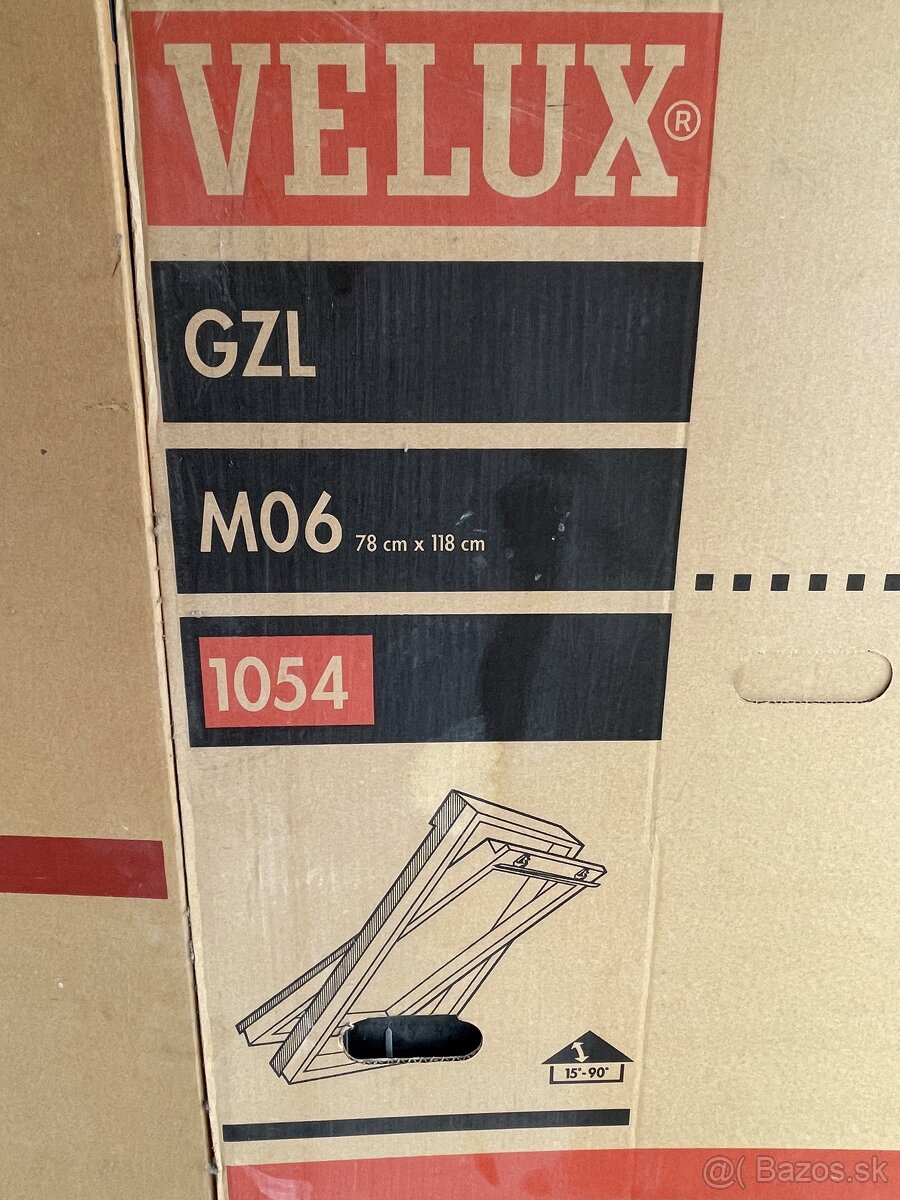 VELUX®
GZL
M06 78 cm x 118 cm
1054
15°-90°
@( Bazos.sk